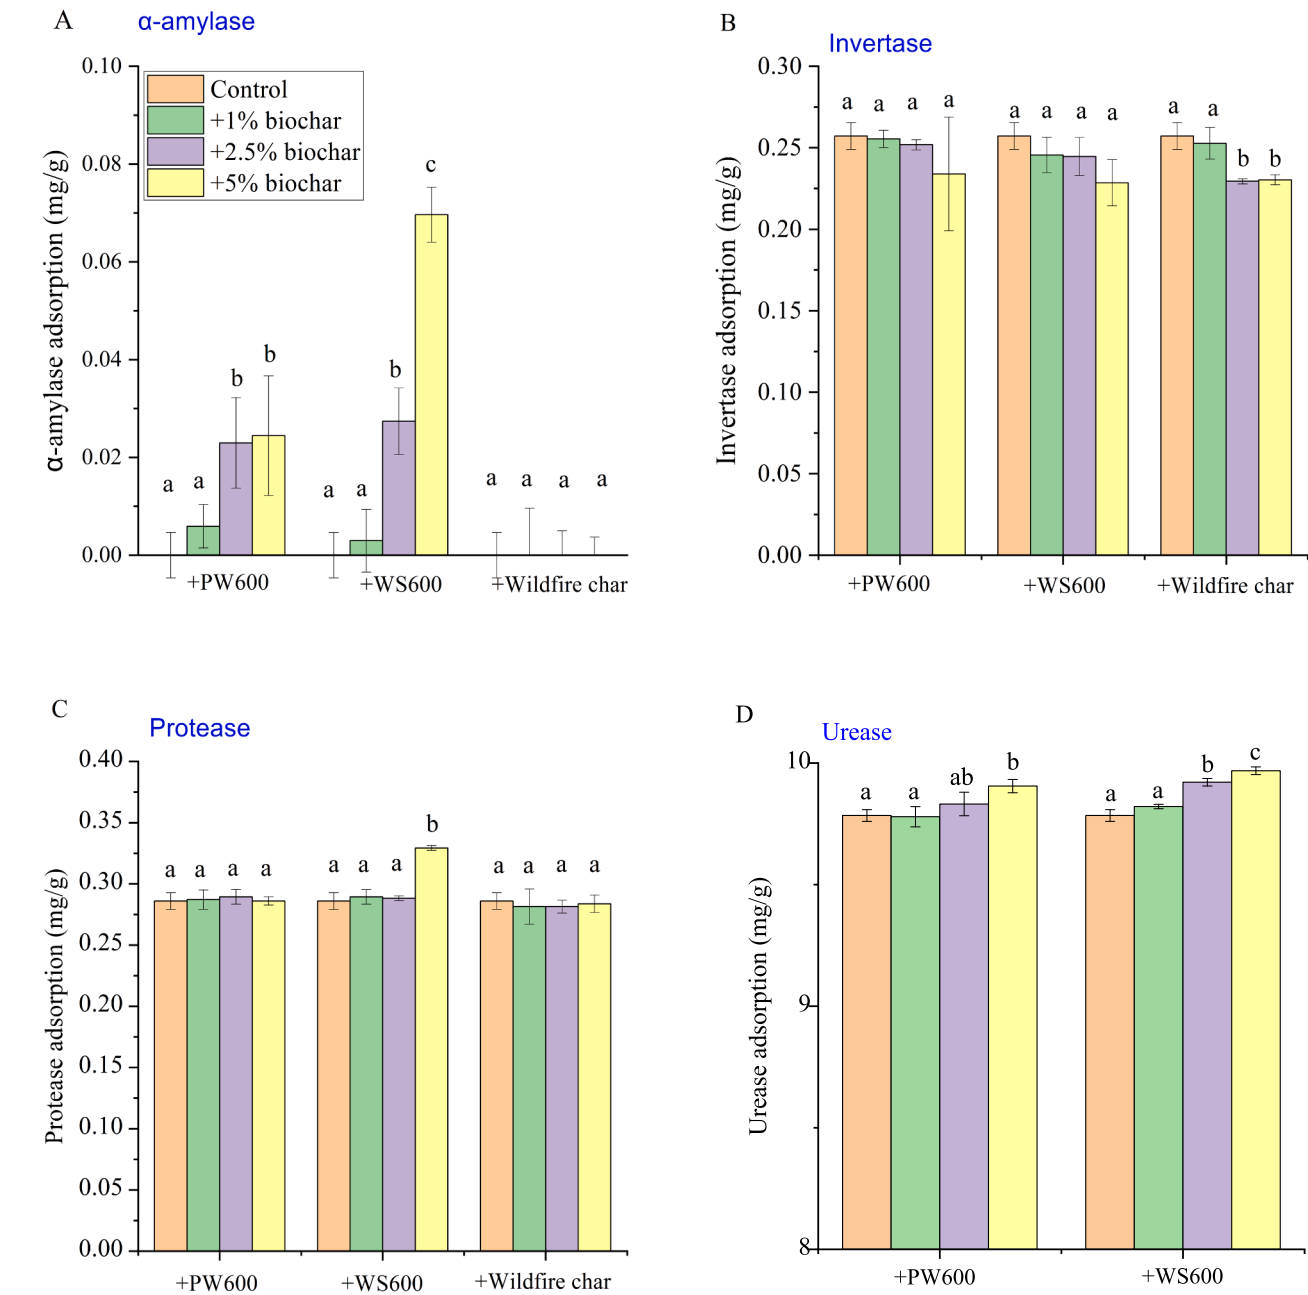 A
α-amylase
α-amylase adsorption (mg/g)
0.10
0.08
0.06
0.04
0.02
0.00
Control
+1% biochar
+2.5% biochar
+5% biochar
a a b b
a a b c
a a a a
+PW600 +WS600 +Wildfire char
B
Invertase
Invertase adsorption (mg/g)
0.30
0.25
0.20
0.15
0.10
0.05
0.00
a a a a
a a a a
a a b b
+PW600 +WS600 +Wildfire char
C
Protease
Protease adsorption (mg/g)
0.40
0.35
0.30
0.25
0.20
0.15
0.10
0.05
0.00
a a a a
a a a b
a a a a
+PW600 +WS600 +Wildfire char
D
Urease
Urease adsorption (mg/g)
10
9
8
a a ab b
a a b c
+PW600 +WS600